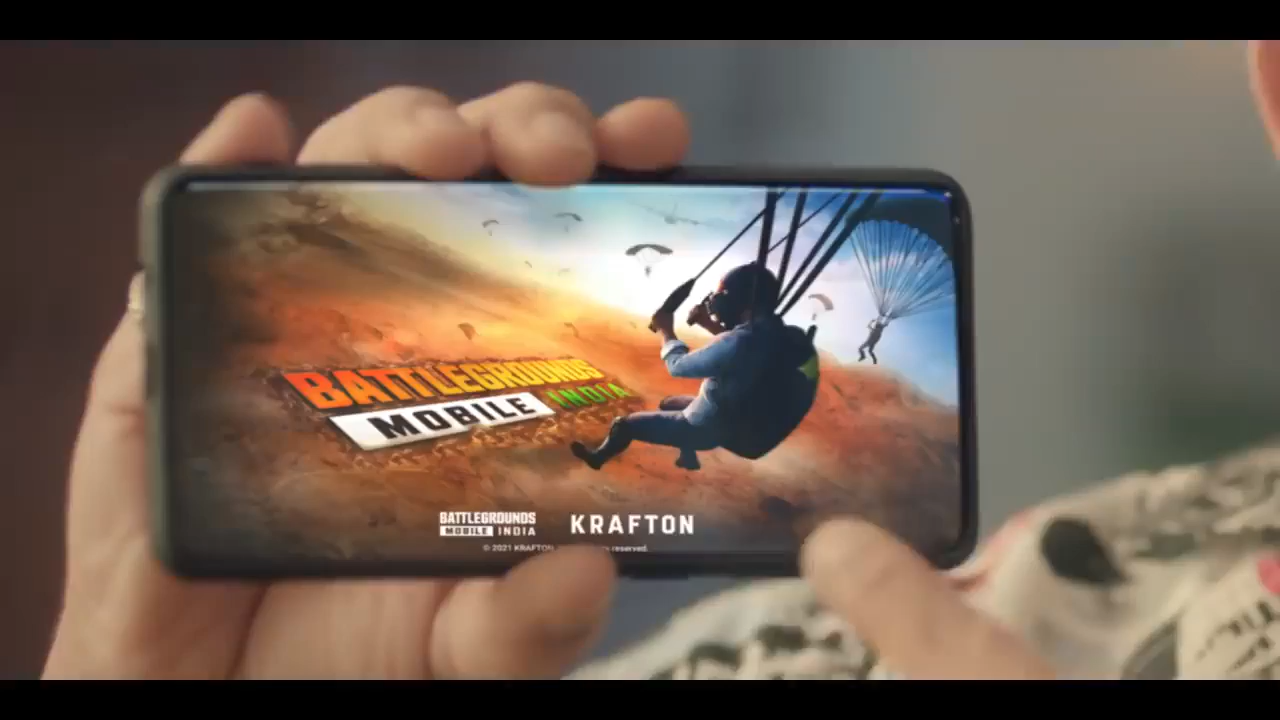 BATTLEGROUNDS
MOBILE INDIA
BATTLEGROUNDS
MOBILE INDIA
KRAFTON
© 2021 KRAFTON reserved.